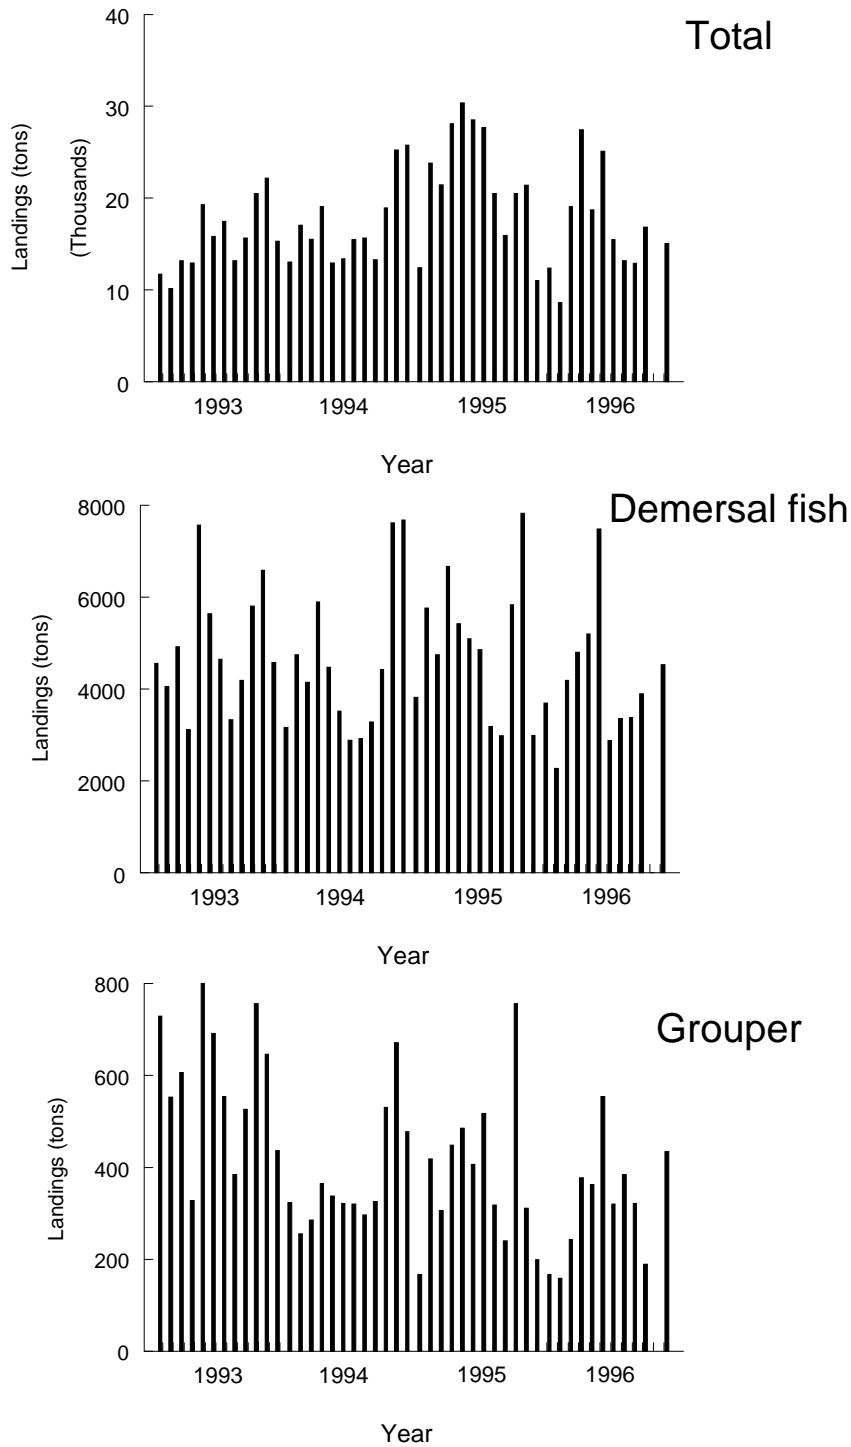 Total
40
30
20
10
0
Landings (tons)
(Thousands)
1993 1994 1995 1996
Year
Demersal fish
8000
6000
4000
2000
0
Landings (tons)
1993 1994 1995 1996
Year
Grouper
800
600
400
200
0
Landings (tons)
1993 1994 1995 1996
Year